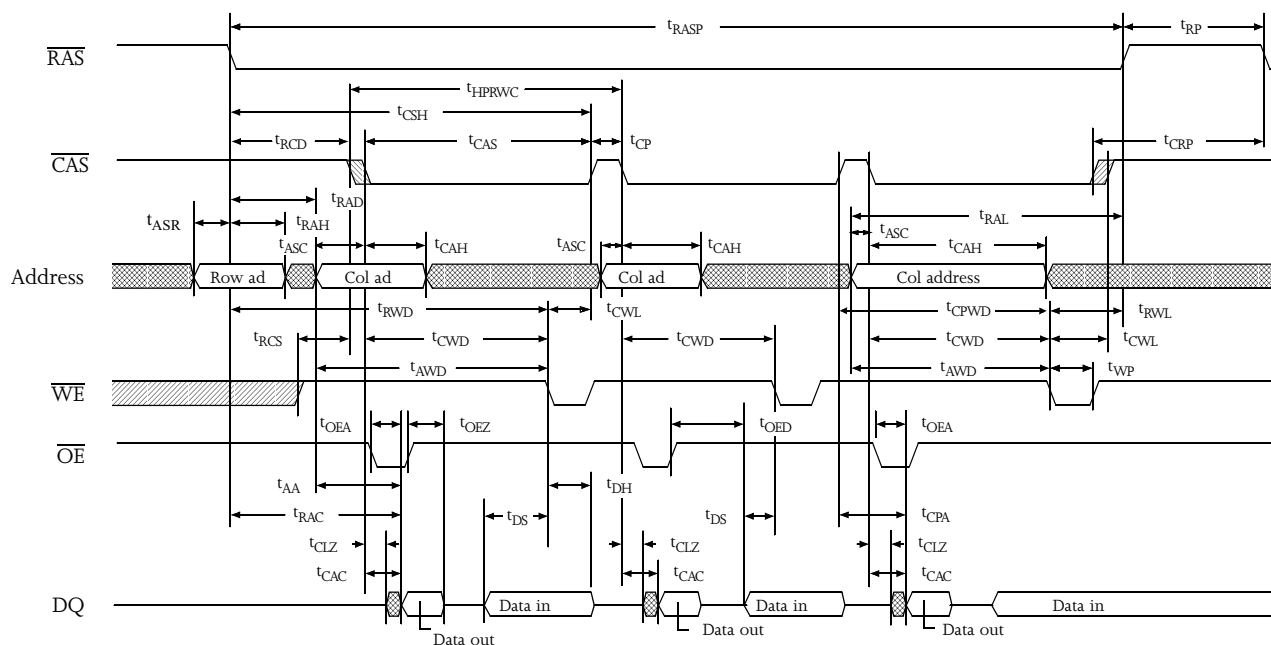 tRASP
tRP
RAS
tHPRWC
tCSH
tRCD
tCAS
tCP
tCRP
CAS
tRAD
tASR
tRAH
tRAL
tASC
tCAH
tASC
tCAH
tASC
tCAH
Address
Row ad
Col ad
Col ad
Col address
tRWD
tCWL
tCPWD
tRWL
tRCS
tCWD
tCWD
tCWD
tCWL
tAWD
tAWD
tWP
WE
tOEA
tOEZ
tOED
tOEA
OE
tAA
tDH
tRAC
tDS
tDS
tCPA
tCLZ
tCLZ
tCLZ
tCAC
tCAC
tCAC
DQ
Data in
Data in
Data in
Data out
Data out
Data out